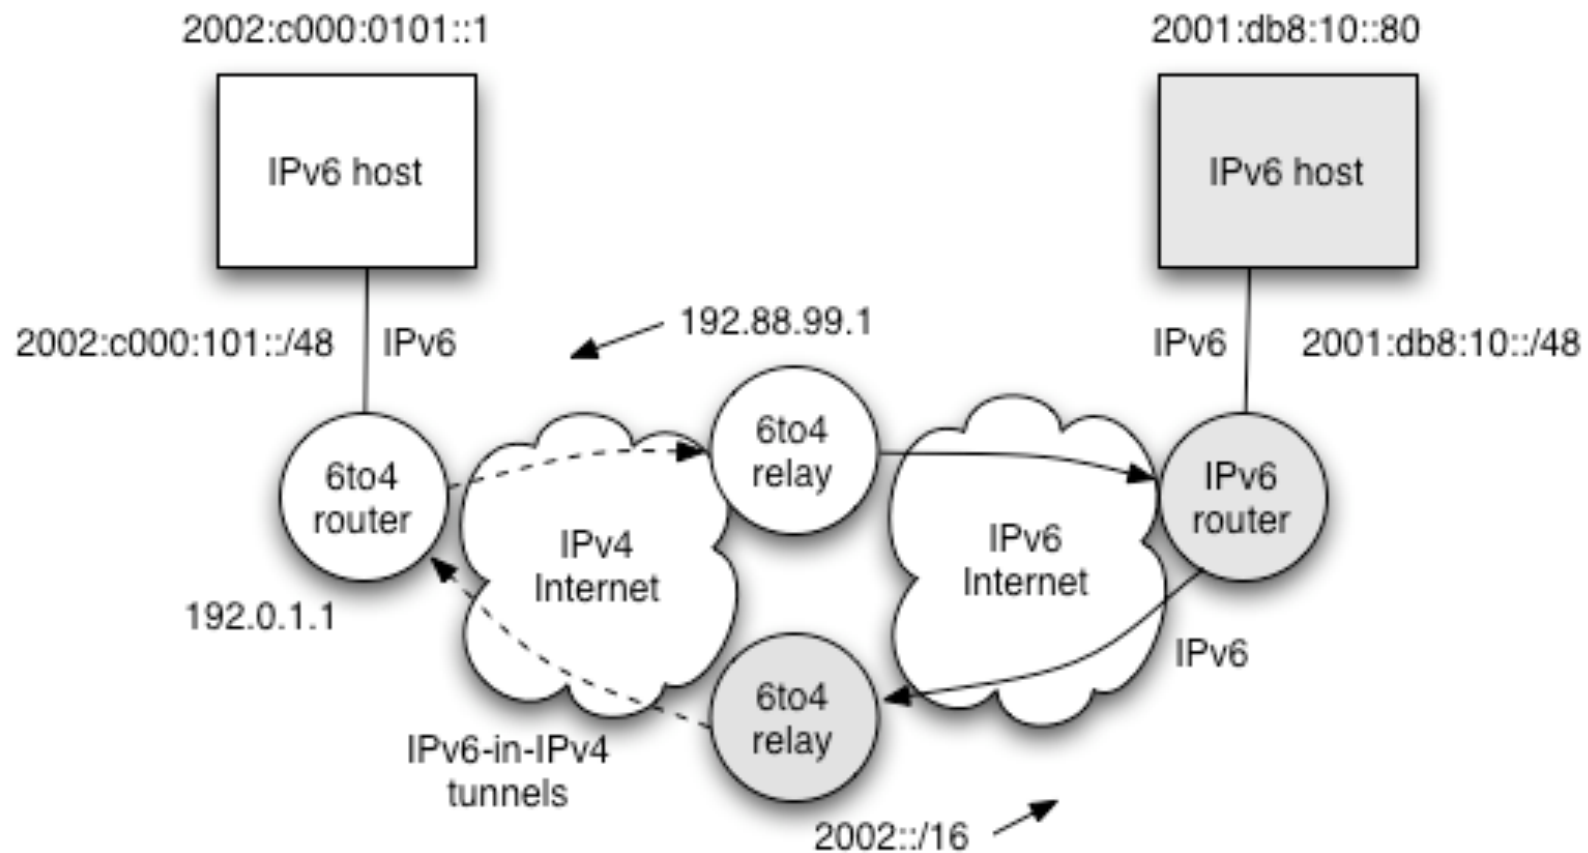 2002:c000:0101::1
2001:db8:10::80
IPv6 host
IPv6 host
192.88.99.1
2002:c000:101::/48
IPv6
IPv6
2001:db8:10::/48
6to4
router
6to4
relay
IPv6
router
IPv4
Internet
IPv6
Internet
192.0.1.1
IPv6
6to4
relay
IPv6-in-IPv4
tunnels
2002::/16